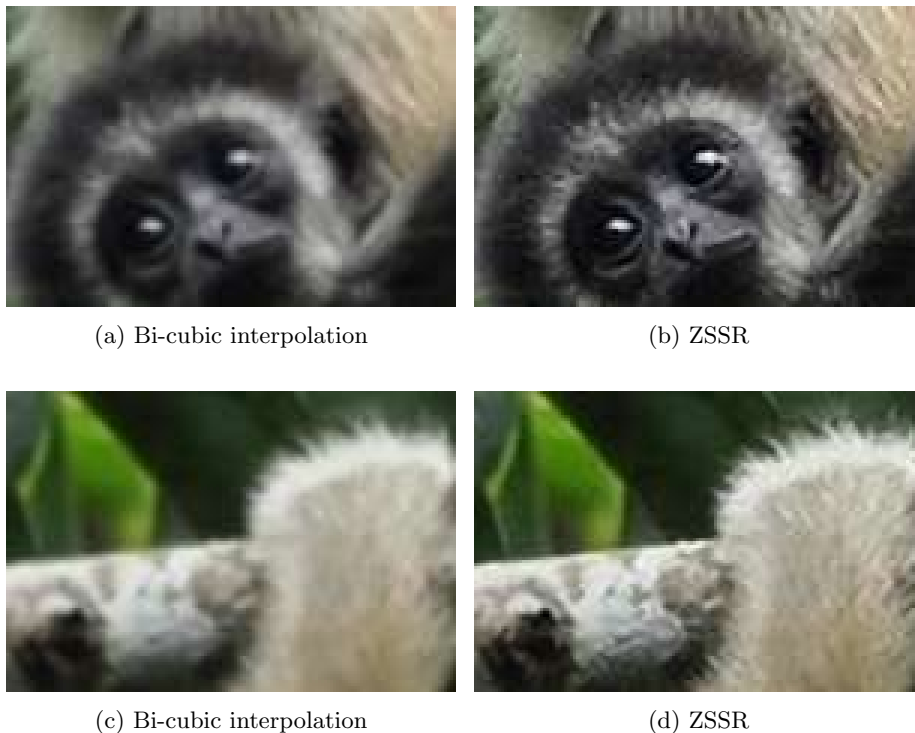 (a) Bi-cubic interpolation
(b) ZSSR
(c) Bi-cubic interpolation
(d) ZSSR